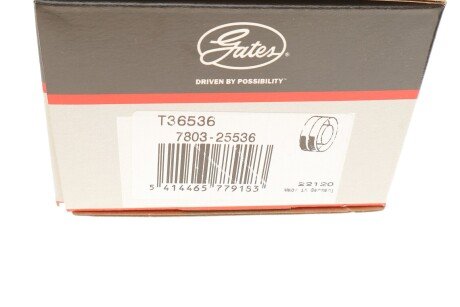 Gates
DRIVEN BY POSSIBILITY™
T36536
7803-25536
5 414465 779153
22120
Made in Germany